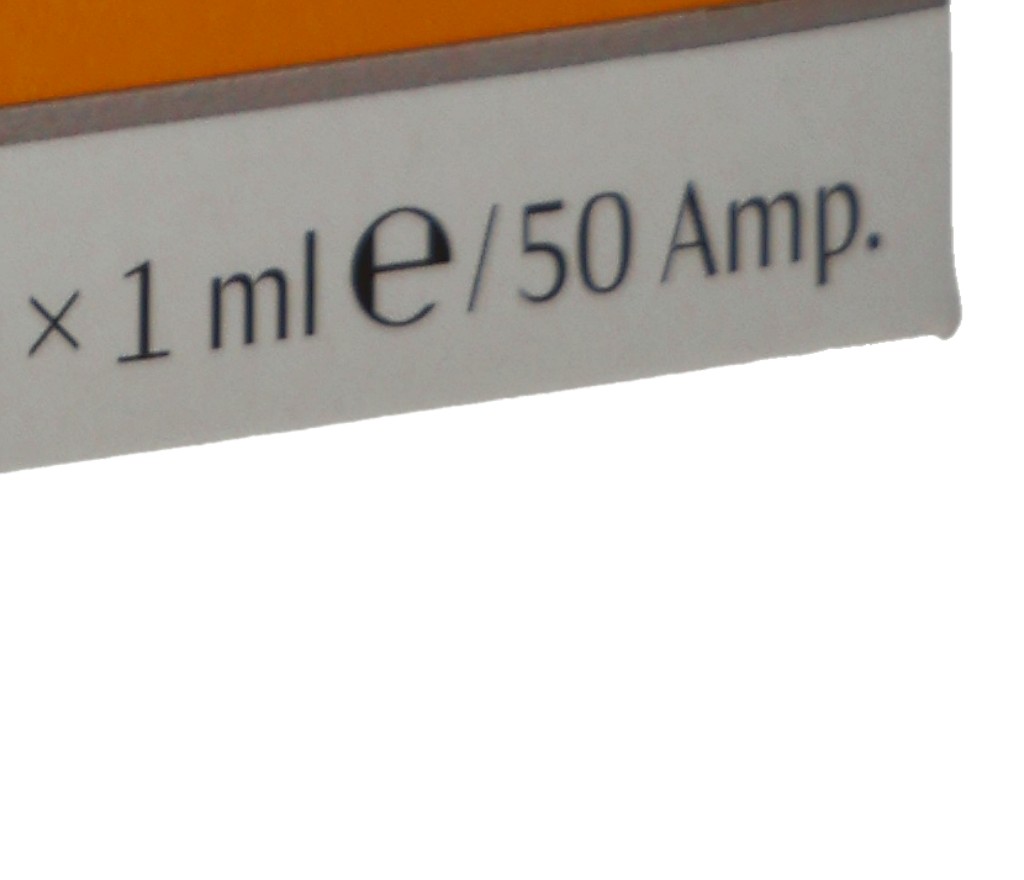 × 1 ml ℮ / 50 Amp.